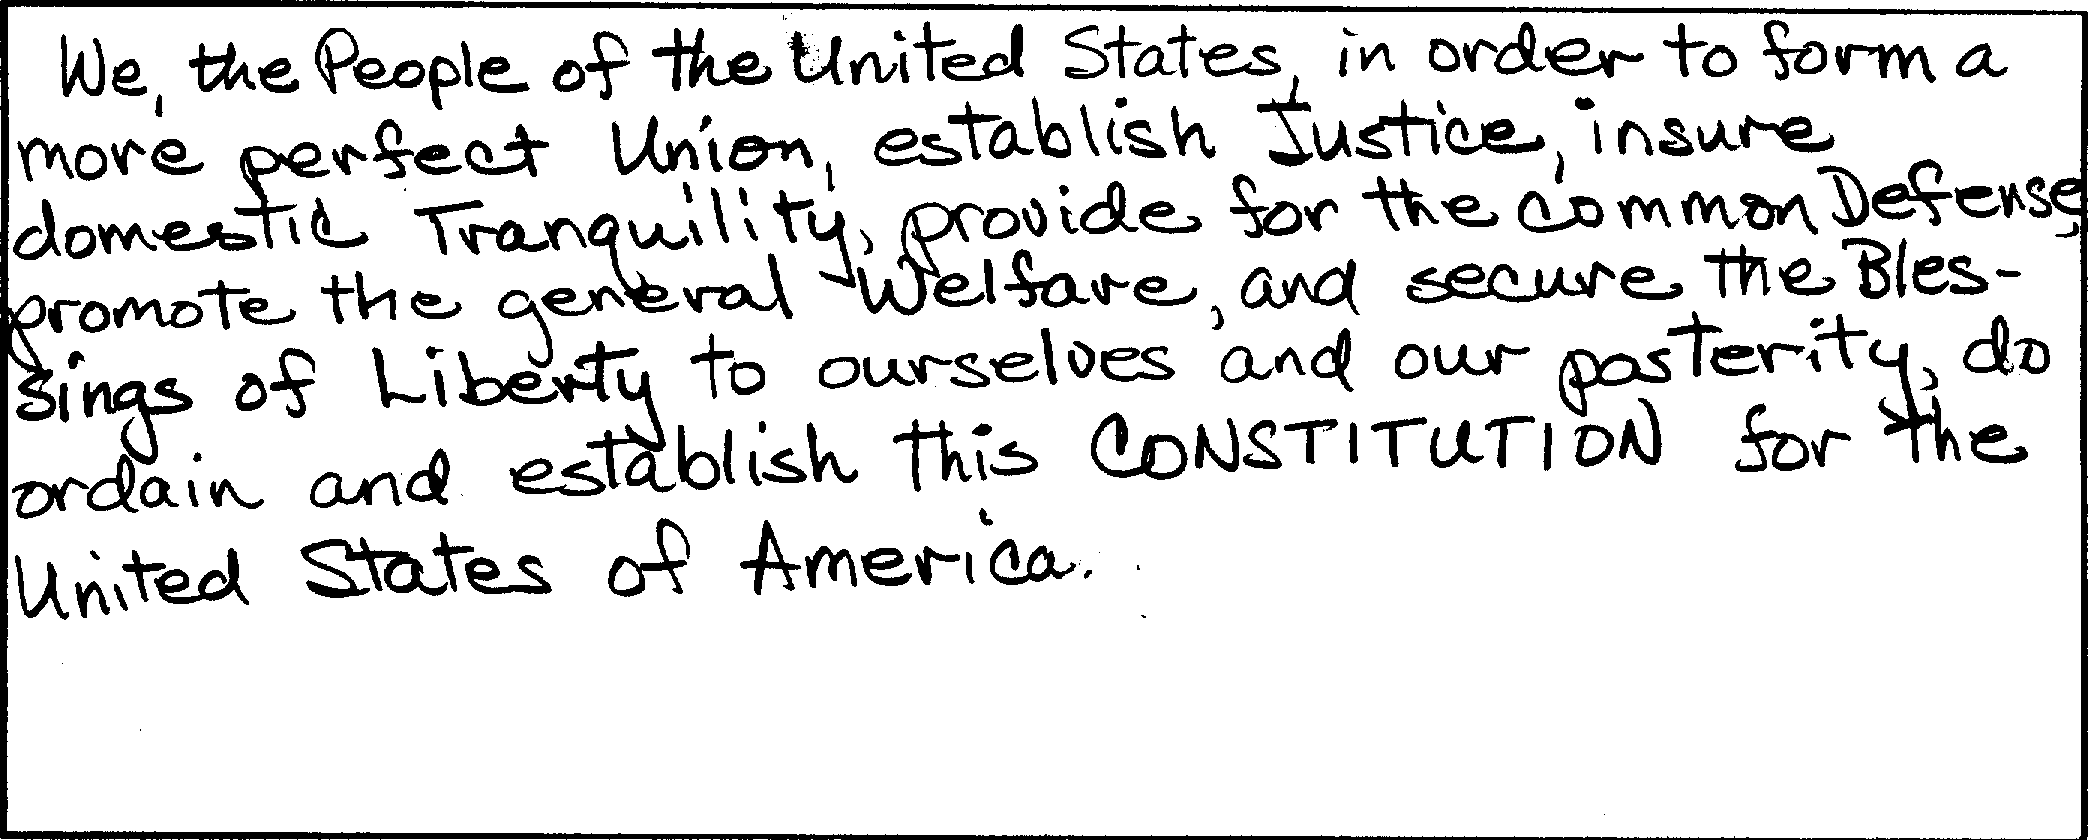 We, the People of the United States, in order to form a
more perfect Union, establish Justice, insure
domestic Tranquility, provide for the common Defense,
promote the general Welfare, and secure the Bles-
sings of Liberty to ourselves and our posterity, do
ordain and establish this CONSTITUTION for the
United States of America.